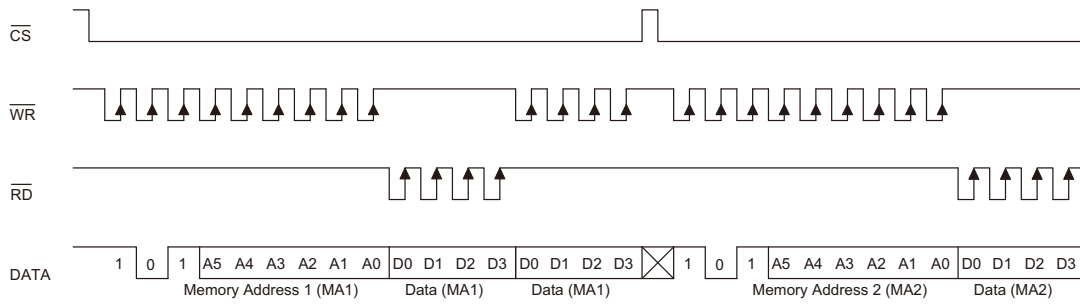 CS
WR
RD
DATA 1 0 1 A5 A4 A3 A2 A1 A0 D0 D1 D2 D3 D0 D1 D2 D3 1 0 1 A5 A4 A3 A2 A1 A0 D0 D1 D2 D3
Memory Address 1 (MA1) Data (MA1) Data (MA1) Memory Address 2 (MA2) Data (MA2)